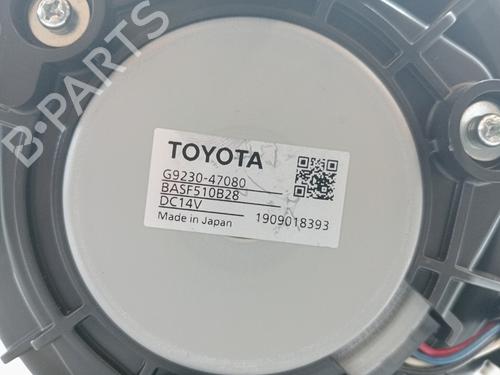 B-PARTS
TOYOTA
G9230-47080
BASF510B28
DC14V
Made in Japan 1909018393